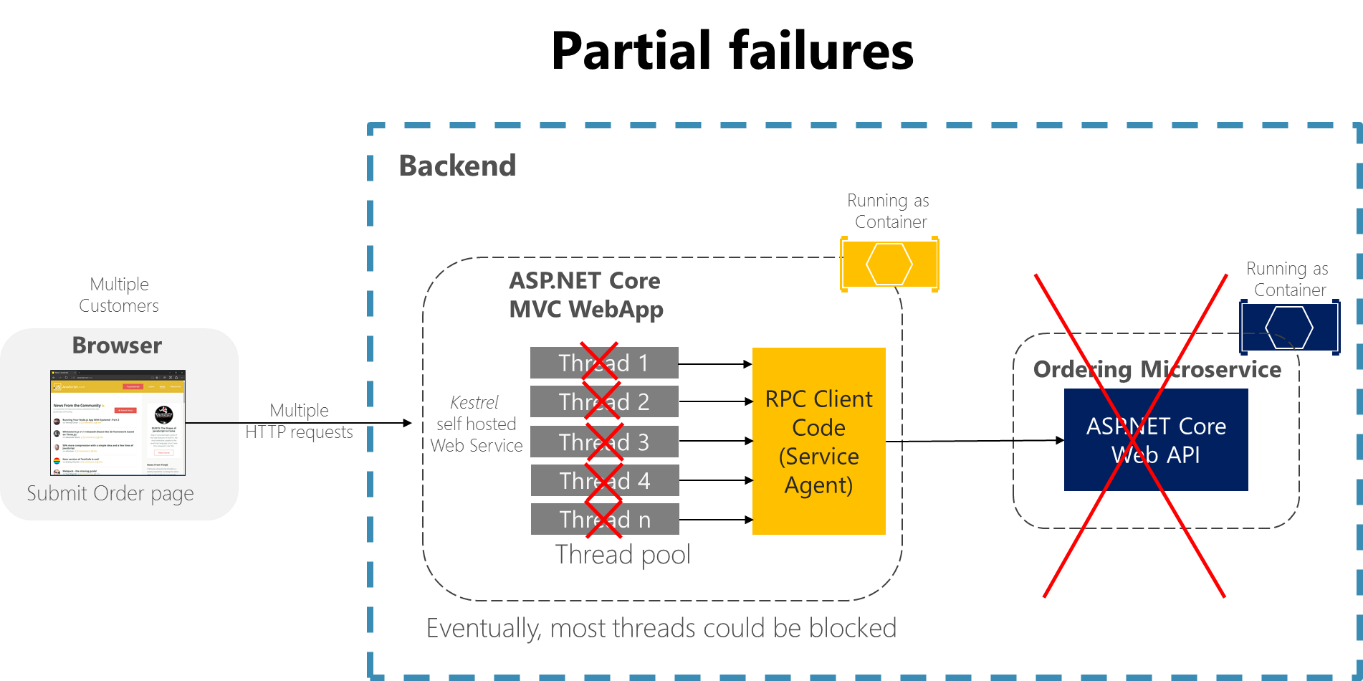 Partial failures
Backend
Running as
Container
Multiple
Customers
Browser
Submit Order page
Multiple
HTTP requests
ASP.NET Core
MVC WebApp
Kestrel
self hosted
Web Service
Thread 1
Thread 2
Thread 3
Thread 4
Thread n
Thread pool
RPC Client
Code
(Service
Agent)
Eventually, most threads could be blocked
Running as
Container
Ordering Microservice
ASP.NET Core
Web API